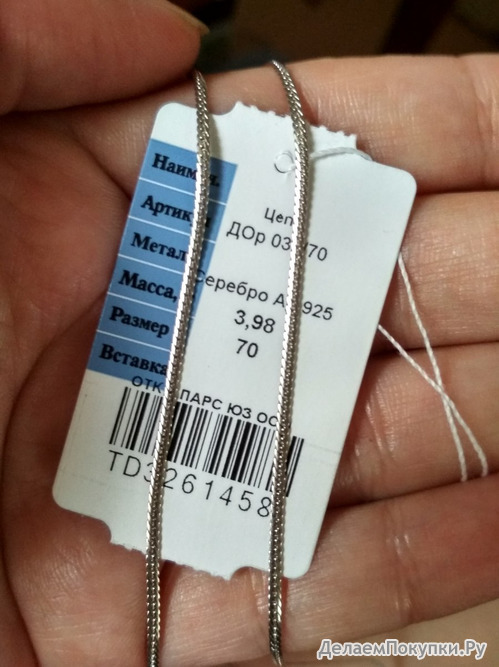 Наим
Цеп
Артик
ДОр 03 70
Метал
Серебро 925
Масса,
3,98
Размер
70
Вставка
ОТК ПАРС ЮЗ ОС
TD3261458
ДелаемПокупки.Ру